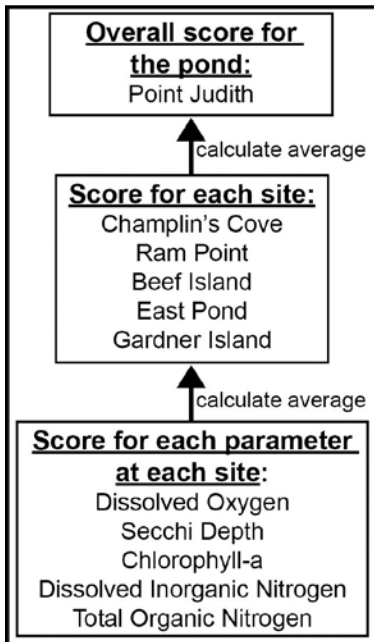 Overall score for
the pond:
Point Judith
calculate average
Score for each site:
Champlin's Cove
Ram Point
Beef Island
East Pond
Gardner Island
calculate average
Score for each parameter
at each site:
Dissolved Oxygen
Secchi Depth
Chlorophyll-a
Dissolved Inorganic Nitrogen
Total Organic Nitrogen